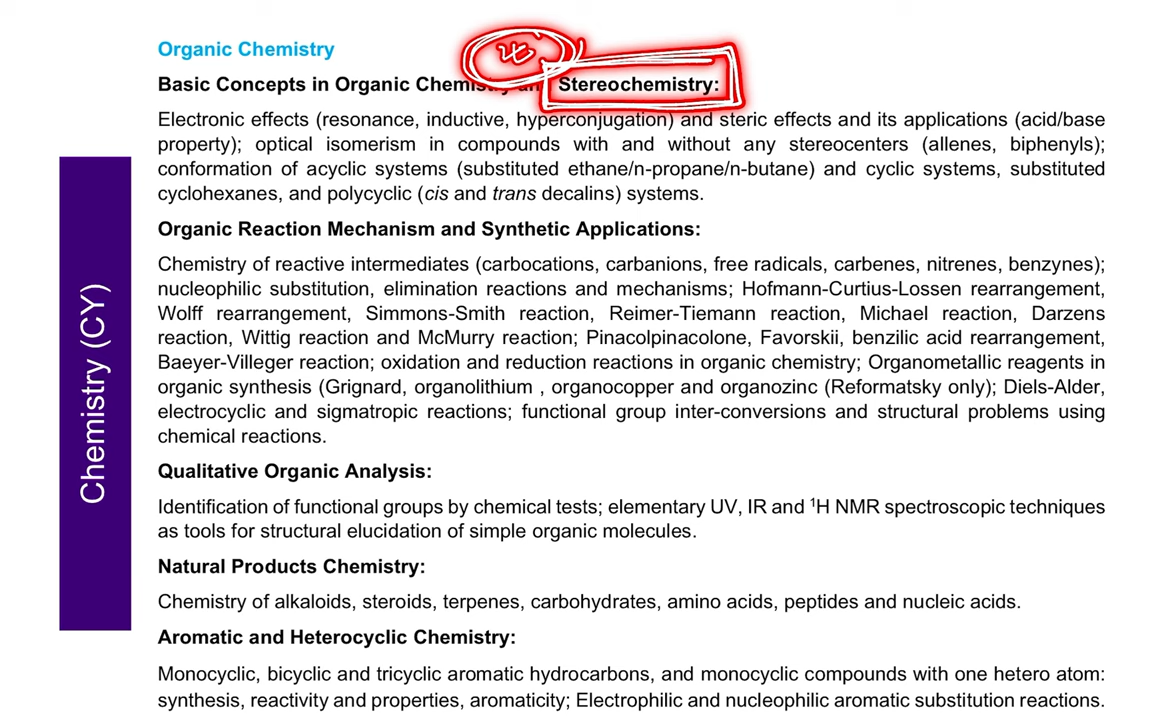 Organic Chemistry
Basic Concepts in Organic Chemistry and Stereochemistry:
Electronic effects (resonance, inductive, hyperconjugation) and steric effects and its applications (acid/base
property); optical isomerism in compounds with and without any stereocenters (allenes, biphenyls);
conformation of acyclic systems (substituted ethane/n-propane/n-butane) and cyclic systems, substituted
cyclohexanes, and polycyclic (cis and trans decalins) systems.
Organic Reaction Mechanism and Synthetic Applications:
Chemistry of reactive intermediates (carbocations, carbanions, free radicals, carbenes, nitrenes, benzynes);
nucleophilic substitution, elimination reactions and mechanisms; Hofmann-Curtius-Lossen rearrangement,
Wolff rearrangement, Simmons-Smith reaction, Reimer-Tiemann reaction, Michael reaction, Darzens
reaction, Wittig reaction and McMurry reaction; Pinacolpinacolone, Favorskii, benzilic acid rearrangement,
Baeyer-Villeger reaction; oxidation and reduction reactions in organic chemistry; Organometallic reagents in
organic synthesis (Grignard, organolithium , organocopper and organozinc (Reformatsky only); Diels-Alder,
electrocyclic and sigmatropic reactions; functional group inter-conversions and structural problems using
chemical reactions.
Qualitative Organic Analysis:
Identification of functional groups by chemical tests; elementary UV, IR and ¹H NMR spectroscopic techniques
as tools for structural elucidation of simple organic molecules.
Natural Products Chemistry:
Chemistry of alkaloids, steroids, terpenes, carbohydrates, amino acids, peptides and nucleic acids.
Aromatic and Heterocyclic Chemistry:
Monocyclic, bicyclic and tricyclic aromatic hydrocarbons, and monocyclic compounds with one hetero atom:
synthesis, reactivity and properties, aromaticity; Electrophilic and nucleophilic aromatic substitution reactions.
Chemistry (CY)